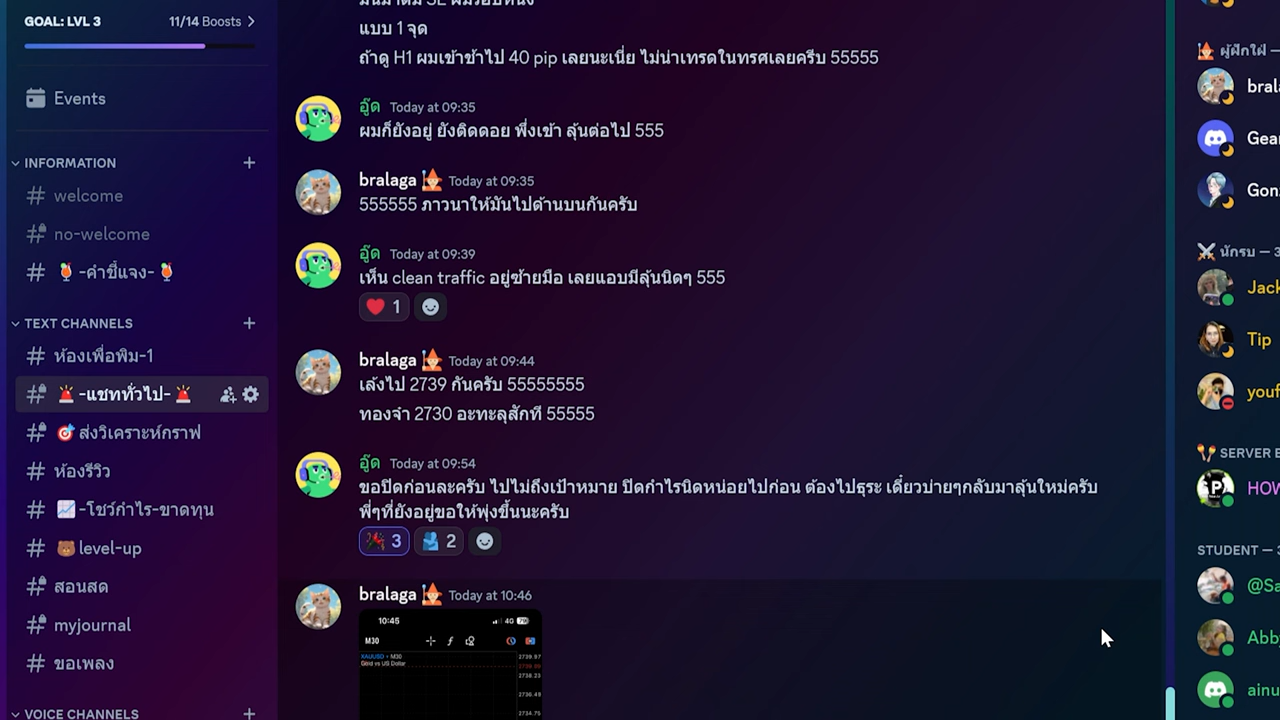 GOAL: LVL 3
11/14 Boosts
Events
INFORMATION
welcome
no-welcome
-คำชี้แจง-
TEXT CHANNELS
ห้องเพื่อพิม-1
-แชททั่วไป-
ส่งวิเคราะห์กราฟ
ห้องรีวิว
-โชว์กำไร-ขาดทุน
level-up
สอนสด
myjournal
ขอเพลง
VOICE CHANNELS
แบบ 1 จุด
ถ้าดู H1 ผมเข้าช้าไป 40 pip เลยนะเนี่ย ไม่น่าเทรดในทรศเลยครีบ 55555
อู๊ด Today at 09:35
ผมก็ยังอยู่ ยังติดดอย พึ่งเข้า ลุ้นต่อไป 555
bralaga Today at 09:35
555555 ภาวนาให้มันไปด้านบนกันครับ
อู๊ด Today at 09:39
เห็น clean traffic อยู่ซ้ายมือ เลยแอบมีลุ้นนิดๆ 555
1
bralaga Today at 09:44
เล้งไป 2739 กันครับ 55555555
ทองจ๋า 2730 อะทะลุสักที 55555
อู๊ด Today at 09:54
ขอปิดก่อนละครับ ไปไม่ถึงเป้าหมาย ปิดกำไรนิดหน่อยไปก่อน ต้องไปธุระ เดี๋ยวบ่ายๆกลับมาลุ้นใหม่ครับ
พี่ๆที่ยังอยู่ขอให้พุ่งขึ้นนะครับ
3 2
bralaga Today at 10:46
10:45 4G
M30
XAUUSD • M30
Gold vs US Dollar
2739.97
2738.23
2736.49
2734.75
ผู้ฝึกใฝ่ —
Gear
Gon
นักรบ — 3
Jack
Tip
youf
SERVER B
HOW
STUDENT — 3
@Sa
Abby
ainu